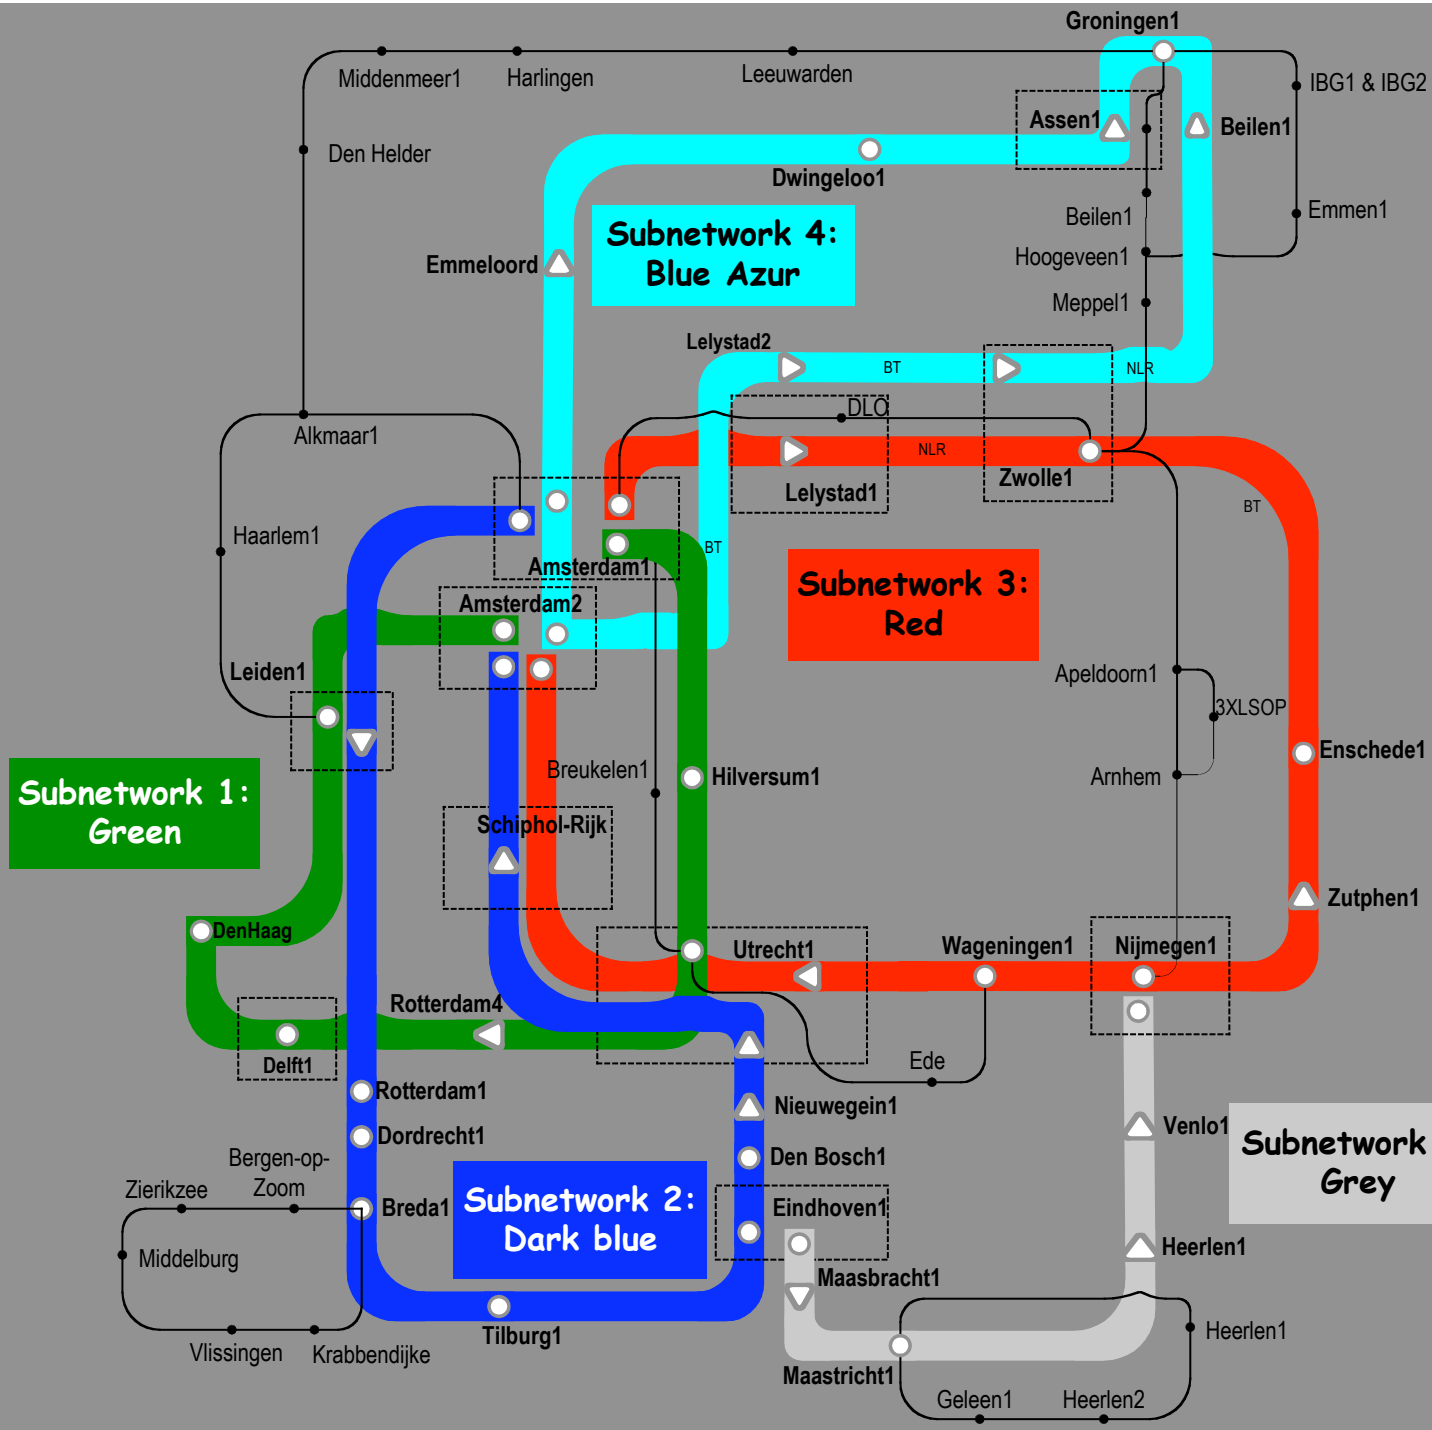 Groningen1
Middenmeer1
Harlingen
Leeuwarden
IBG1 & IBG2
Assen1
Beilen1
Den Helder
Dwingeloo1
Beilen1
Emmen1
Subnetwork 4:
Blue Azur
Emmeloord
Hoogeveen1
Meppel1
Lelystad2
BT
NLR
DLO
Alkmaar1
NLR
Lelystad1
Zwolle1
BT
Haarlem1
BT
Amsterdam1
Subnetwork 3:
Red
Amsterdam2
Leiden1
Apeldoorn1
3XLSOP
Enschede1
Breukelen1
Hilversum1
Arnhem
Subnetwork 1:
Green
Schiphol-Rijk
Zutphen1
DenHaag
Utrecht1
Wageningen1
Nijmegen1
Rotterdam4
Delft1
Ede
Rotterdam1
Nieuwegein1
Dordrecht1
Venlo1
Subnetwork
Grey
Bergen-op-
Zoom
Den Bosch1
Zierikzee
Breda1
Subnetwork 2:
Dark blue
Eindhoven1
Middelburg
Heerlen1
Maasbracht1
Tilburg1
Vlissingen
Krabbendijke
Heerlen1
Maastricht1
Geleen1
Heerlen2